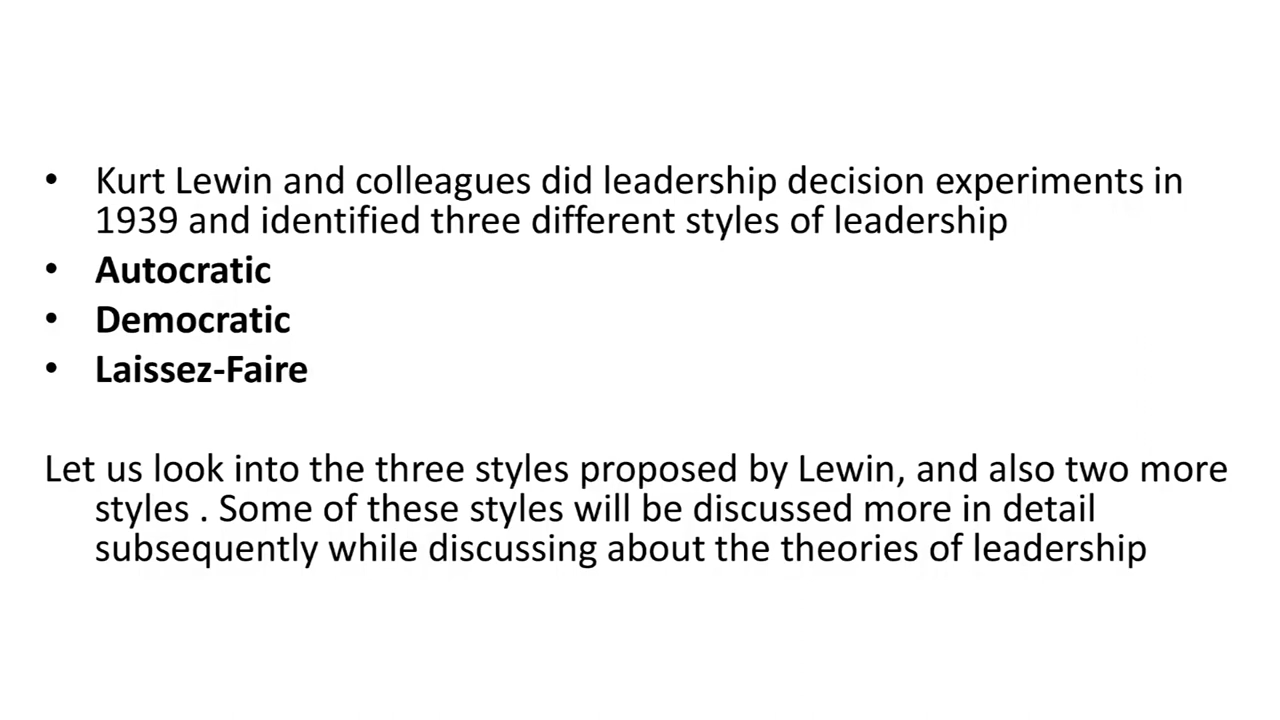 • Kurt Lewin and colleagues did leadership decision experiments in
1939 and identified three different styles of leadership
• Autocratic
• Democratic
• Laissez-Faire
Let us look into the three styles proposed by Lewin, and also two more
styles . Some of these styles will be discussed more in detail
subsequently while discussing about the theories of leadership